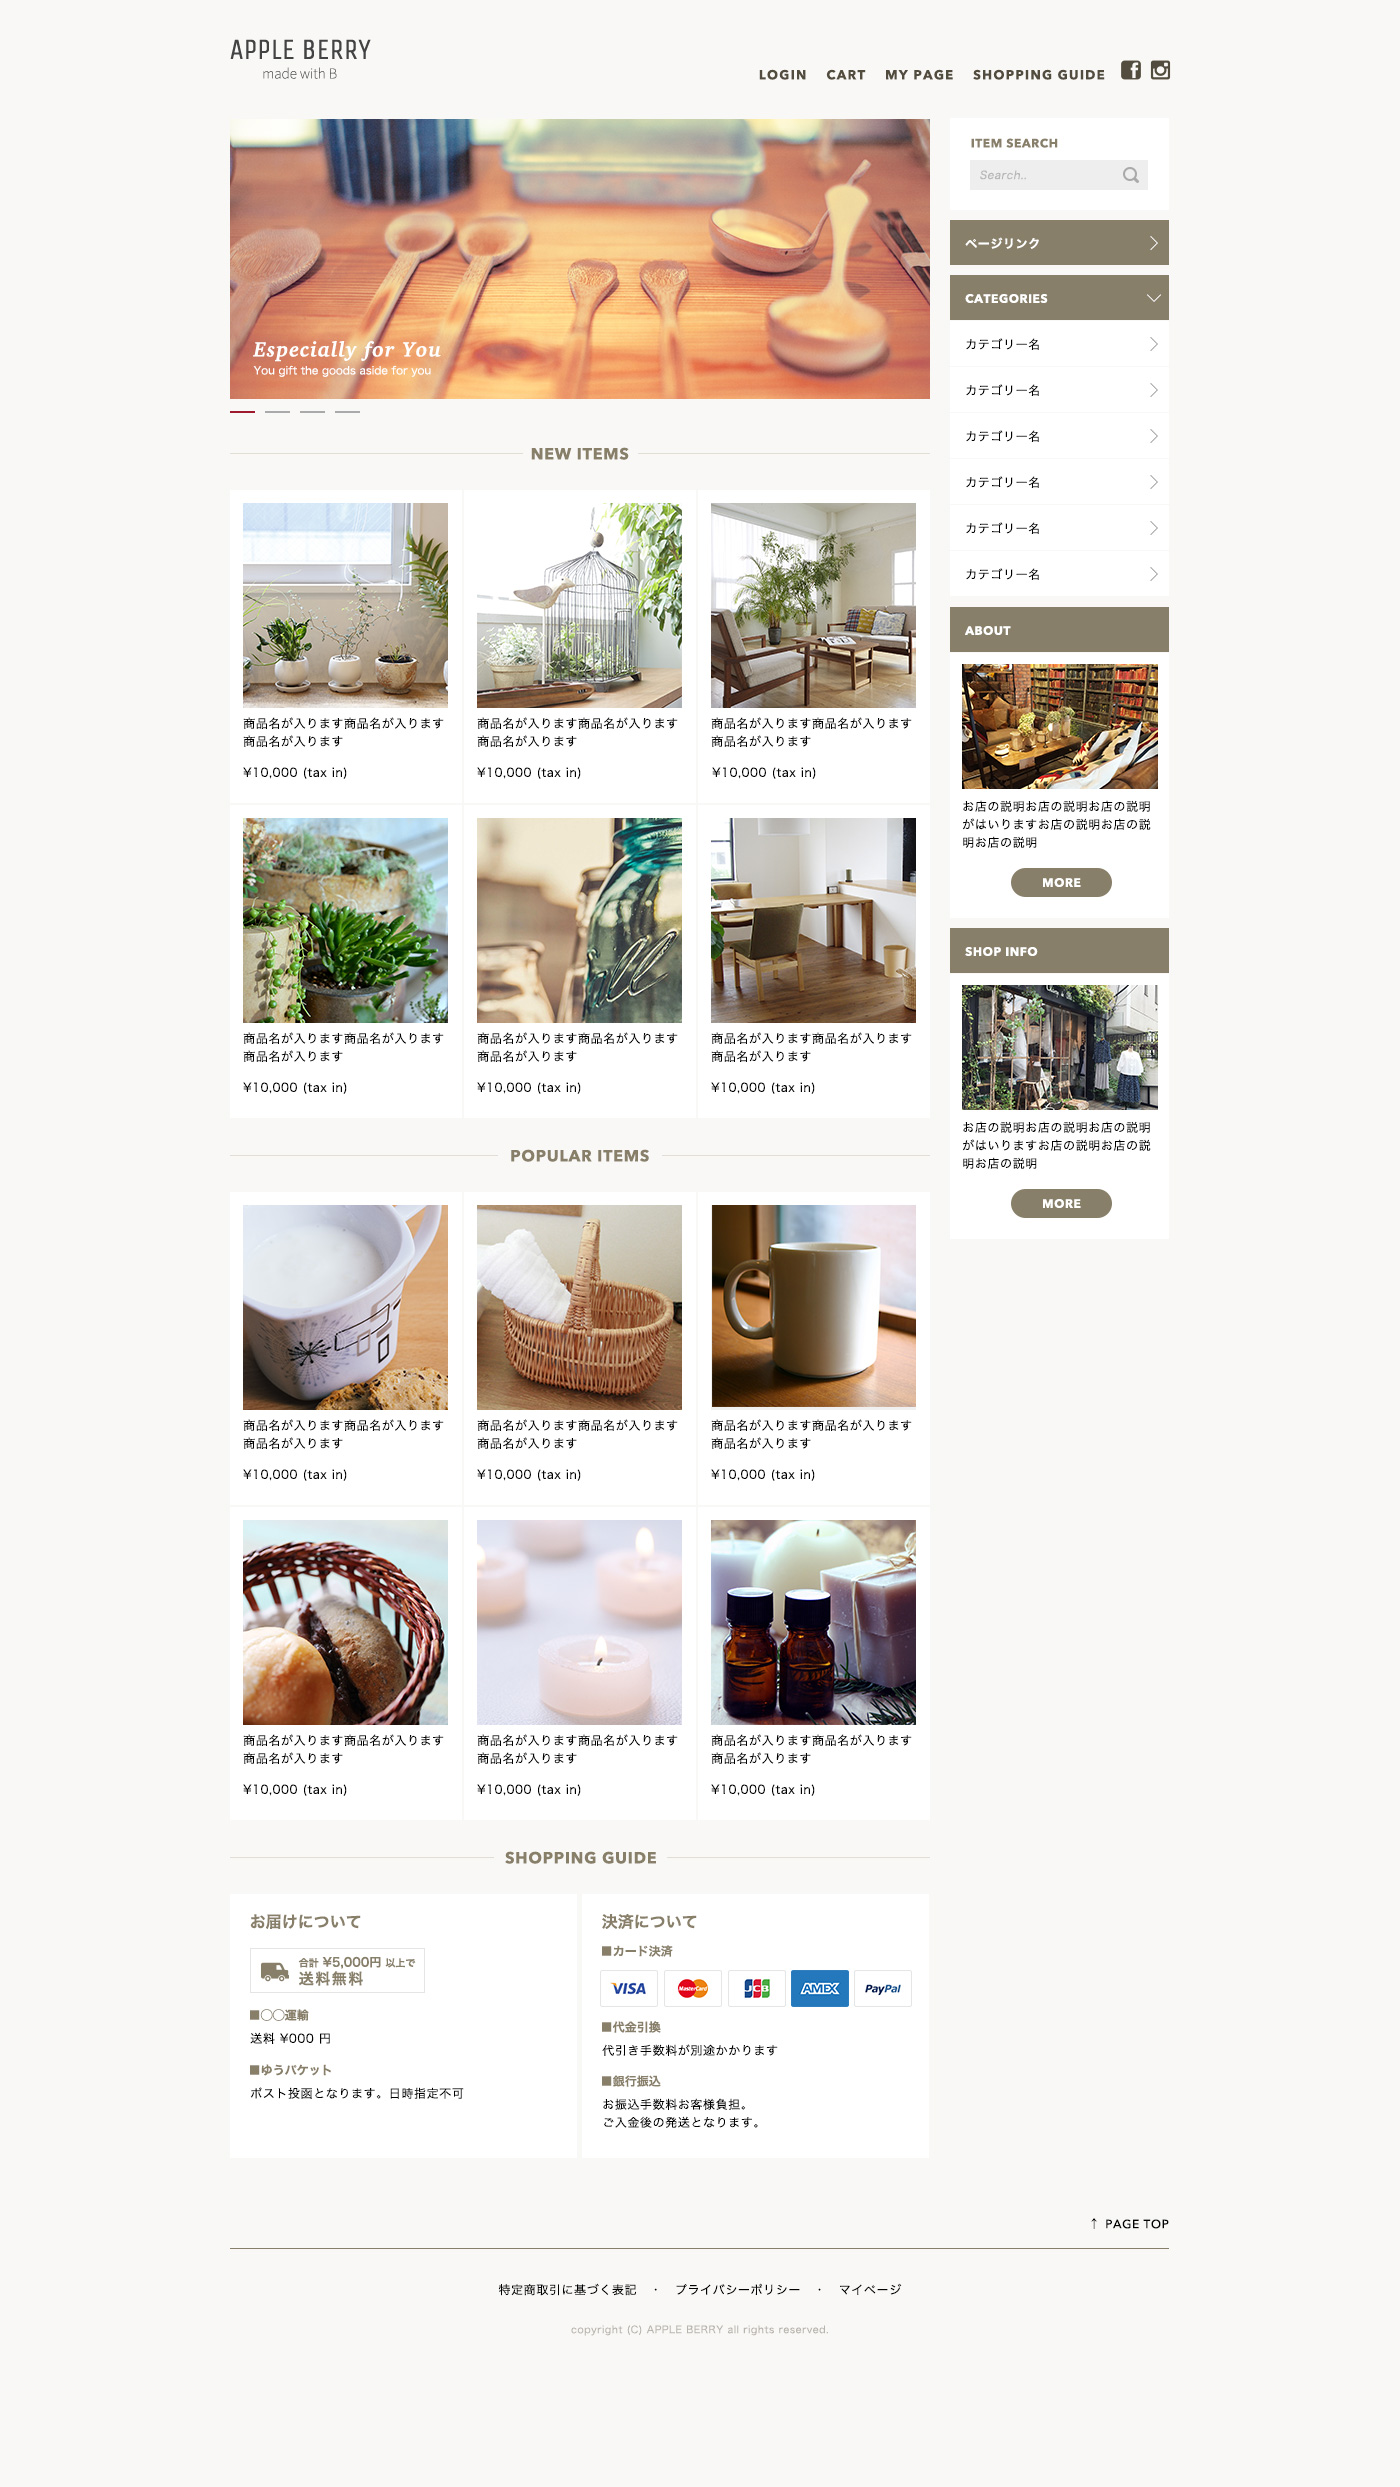 APPLE BERRY
made with B
LOGIN
CART
MY PAGE
SHOPPING GUIDE
Especially for You
You gift the goods aside for you
ITEM SEARCH
Search..
ページリンク
CATEGORIES
カテゴリー名
カテゴリー名
カテゴリー名
カテゴリー名
カテゴリー名
カテゴリー名
ABOUT
お店の説明お店の説明お店の説明
がはいりますお店の説明お店の説
明お店の説明
MORE
SHOP INFO
お店の説明お店の説明お店の説明
がはいりますお店の説明お店の説
明お店の説明
MORE
NEW ITEMS
商品名が入ります商品名が入ります
商品名が入ります
¥10,000 (tax in)
商品名が入ります商品名が入ります
商品名が入ります
¥10,000 (tax in)
商品名が入ります商品名が入ります
商品名が入ります
¥10,000 (tax in)
商品名が入ります商品名が入ります
商品名が入ります
¥10,000 (tax in)
商品名が入ります商品名が入ります
商品名が入ります
¥10,000 (tax in)
商品名が入ります商品名が入ります
商品名が入ります
¥10,000 (tax in)
POPULAR ITEMS
商品名が入ります商品名が入ります
商品名が入ります
¥10,000 (tax in)
商品名が入ります商品名が入ります
商品名が入ります
¥10,000 (tax in)
商品名が入ります商品名が入ります
商品名が入ります
¥10,000 (tax in)
商品名が入ります商品名が入ります
商品名が入ります
¥10,000 (tax in)
商品名が入ります商品名が入ります
商品名が入ります
¥10,000 (tax in)
商品名が入ります商品名が入ります
商品名が入ります
¥10,000 (tax in)
SHOPPING GUIDE
お届けについて
合計 ¥5,000円 以上で
送料無料
■〇〇運輸
送料 ¥000 円
■ゆうパケット
ポスト投函となります。日時指定不可
決済について
■カード決済
VISA
MasterCard
JCB
AMEX
PayPal
■代金引換
代引き手数料が別途かかります
■銀行振込
お振込手数料お客様負担。
ご入金後の発送となります。
↑ PAGE TOP
特定商取引に基づく表記 ・ プライバシーポリシー ・ マイページ
copyright (C) APPLE BERRY all rights reserved.